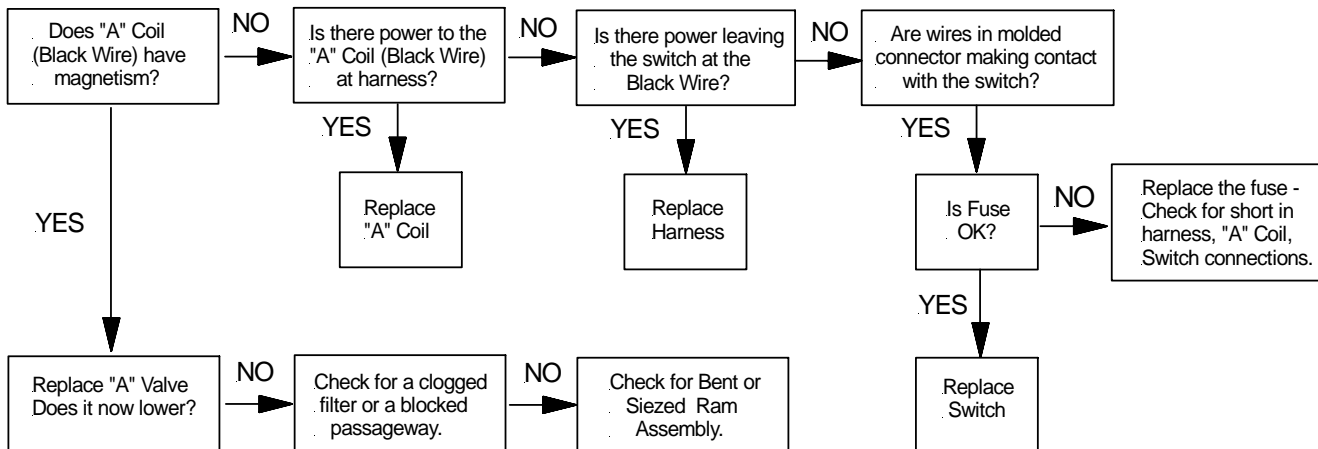 Does "A" Coil
(Black Wire) have
magnetism?
NO
Is there power to the
"A" Coil (Black Wire)
at harness?
NO
Is there power leaving
the switch at the
Black Wire?
NO
Are wires in molded
connector making contact
with the switch?
YES
YES
YES
YES
Replace
"A" Coil
Replace
Harness
Is Fuse
OK?
NO
Replace the fuse -
Check for short in
harness, "A" Coil,
Switch connections.
YES
Replace "A" Valve
Does it now lower?
NO
Check for a clogged
filter or a blocked
passageway.
NO
Check for Bent or
Siezed Ram
Assembly.
Replace
Switch